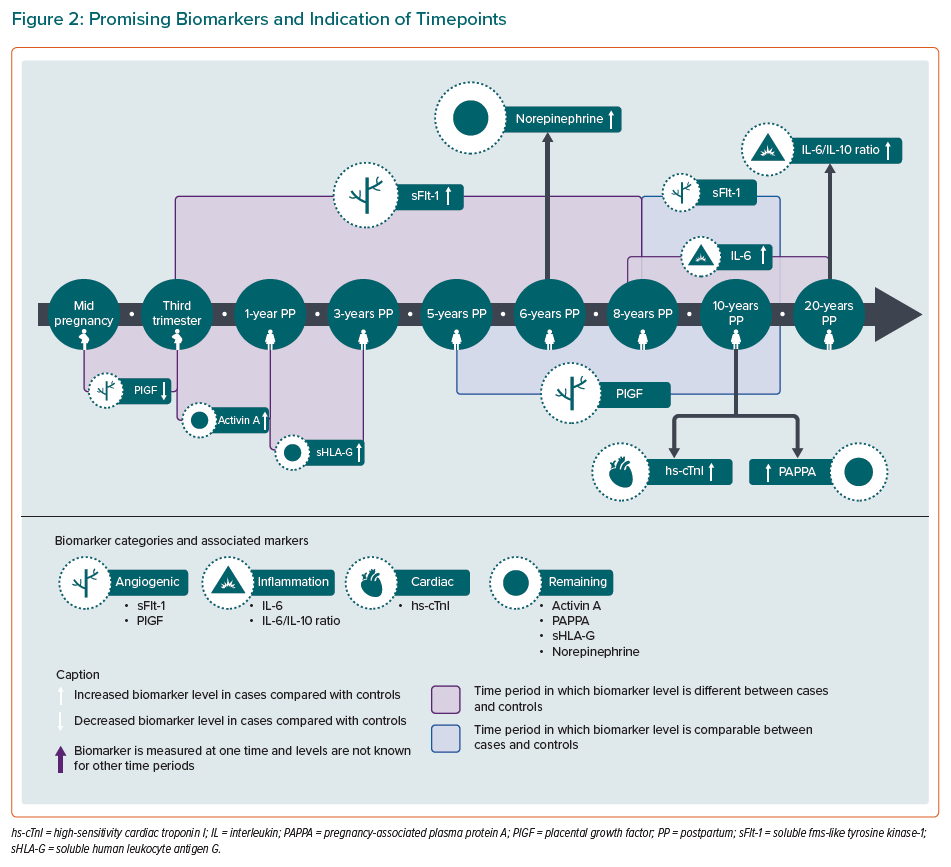 Figure 2: Promising Biomarkers and Indication of Timepoints
Norepinephrine ↑
IL-6/IL-10 ratio ↑
sFlt-1 ↑
sFlt-1
IL-6 ↑
Mid
pregnancy
Third
trimester
1-year PP
3-years PP
5-years PP
6-years PP
8-years PP
10-years
PP
20-years
PP
PlGF ↓
Activin A ↑
sHLA-G ↑
PlGF
hs-cTnI ↑
↑ PAPPA
Biomarker categories and associated markers
Angiogenic
• sFlt-1
• PlGF
Inflammation
• IL-6
• IL-6/IL-10 ratio
Cardiac
• hs-cTnI
Remaining
• Activin A
• PAPPA
• sHLA-G
• Norepinephrine
Caption
↑ Increased biomarker level in cases compared with controls
↓ Decreased biomarker level in cases compared with controls
↑ Biomarker is measured at one time and levels are not known
for other time periods
Time period in which biomarker level is different between cases
and controls
Time period in which biomarker level is comparable between
cases and controls
hs-cTnI = high-sensitivity cardiac troponin I; IL = interleukin; PAPPA = pregnancy-associated plasma protein A; PlGF = placental growth factor; PP = postpartum; sFlt-1 = soluble fms-like tyrosine kinase-1;
sHLA-G = soluble human leukocyte antigen G.